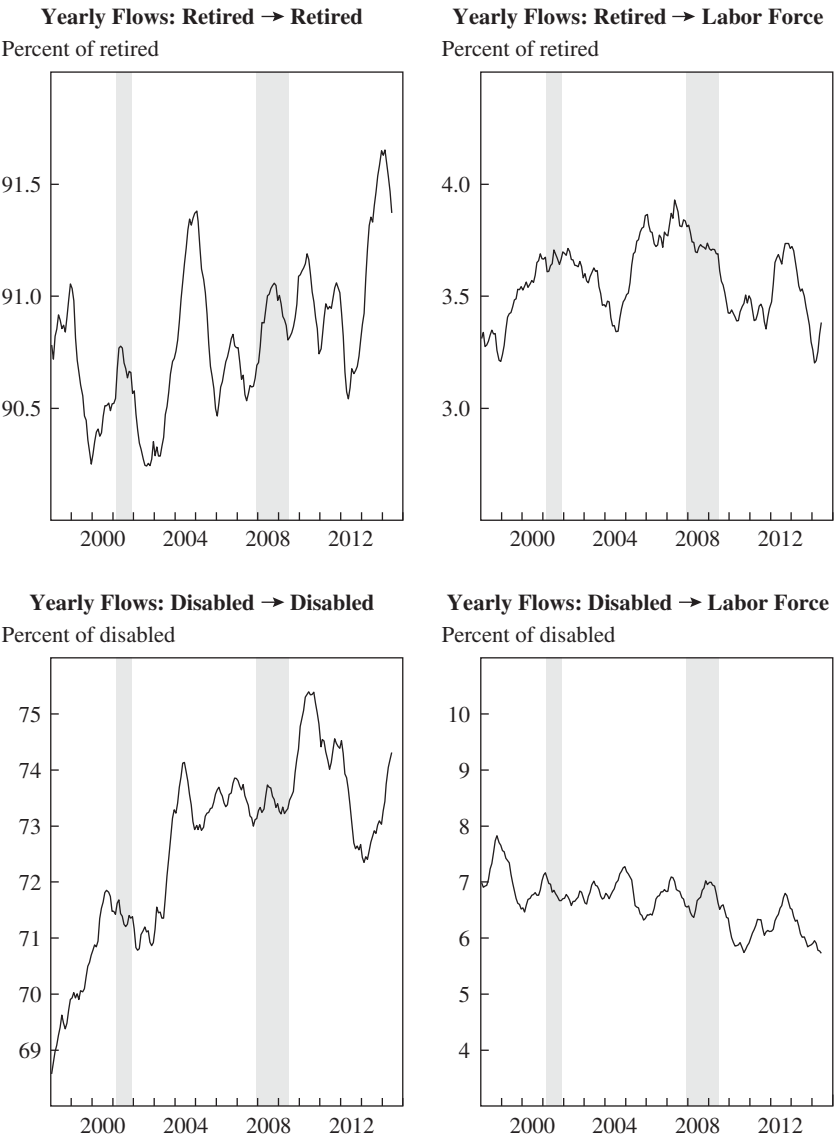 Yearly Flows: Retired → Retired
Percent of retired
91.5
91.0
90.5
2000 2004 2008 2012
Yearly Flows: Retired → Labor Force
Percent of retired
4.0
3.5
3.0
2000 2004 2008 2012
Yearly Flows: Disabled → Disabled
Percent of disabled
75
74
73
72
71
70
69
2000 2004 2008 2012
Yearly Flows: Disabled → Labor Force
Percent of disabled
10
9
8
7
6
5
4
2000 2004 2008 2012